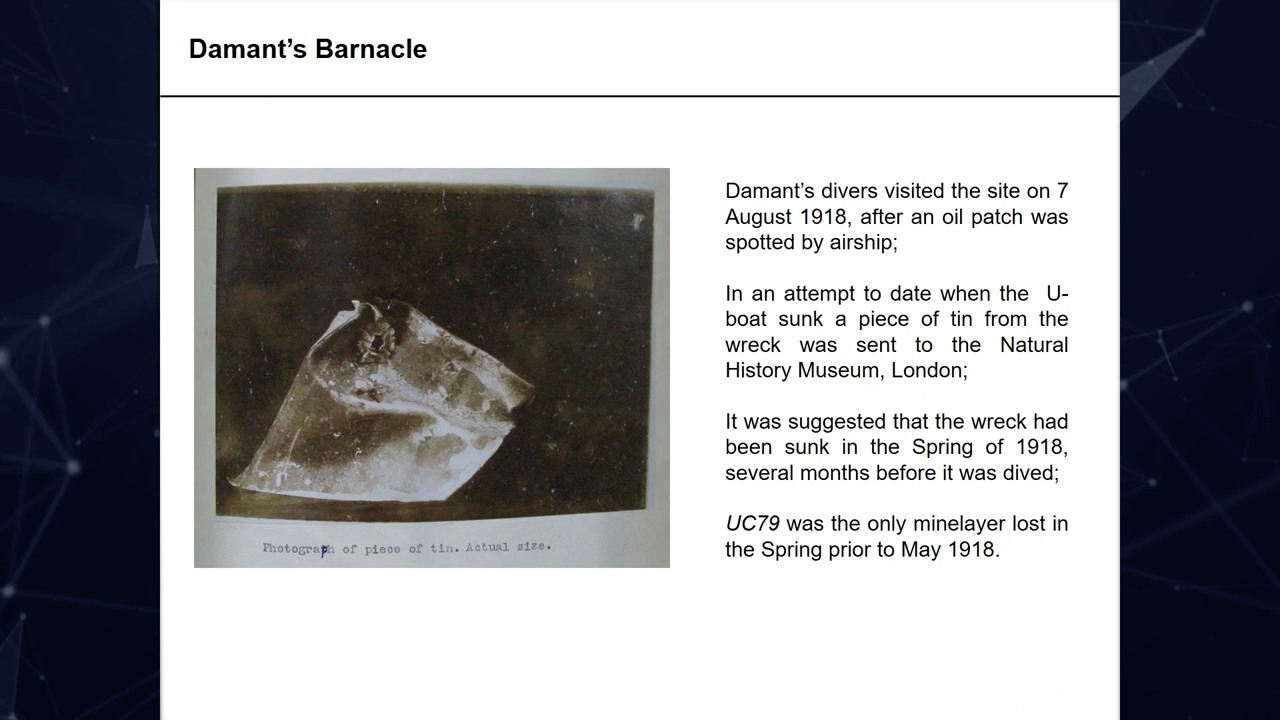 Damant’s Barnacle
Damant’s divers visited the site on 7
August 1918, after an oil patch was
spotted by airship;
In an attempt to date when the U-
boat sunk a piece of tin from the
wreck was sent to the Natural
History Museum, London;
It was suggested that the wreck had
been sunk in the Spring of 1918,
several months before it was dived;
UC79 was the only minelayer lost in
the Spring prior to May 1918.
Photograph of piece of tin. Actual size.